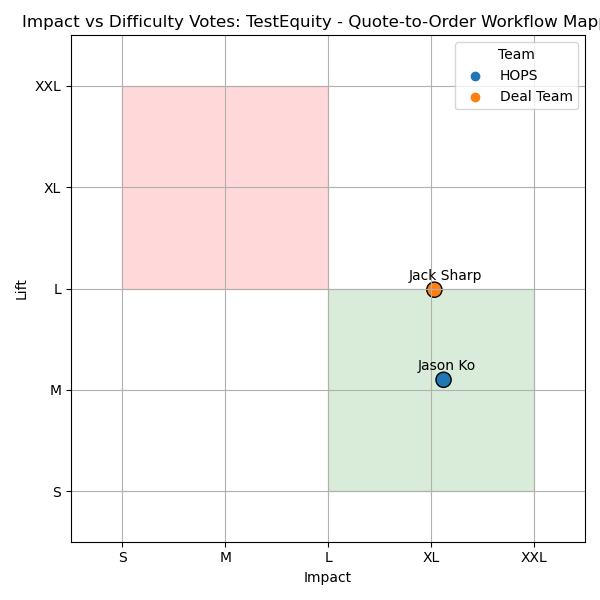 Impact vs Difficulty Votes: TestEquity - Quote-to-Order Workflow Mapp
Team
HOPS
Deal Team
XXL
XL
Jack Sharp
L
Lift
Jason Ko
M
S
S M L XL XXL
Impact